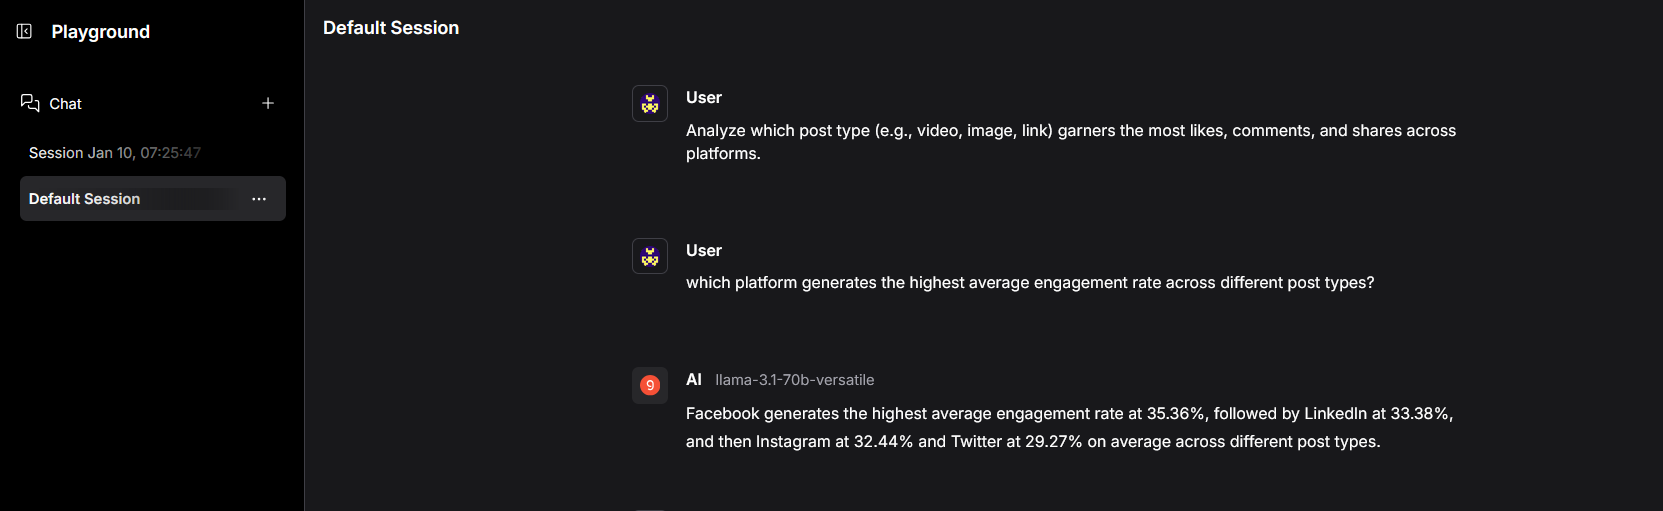 Playground
Chat
Session Jan 10, 07:25:47
Default Session
Default Session
User
Analyze which post type (e.g., video, image, link) garners the most likes, comments, and shares across
platforms.
User
which platform generates the highest average engagement rate across different post types?
AI llama-3.1-70b-versatile
Facebook generates the highest average engagement rate at 35.36%, followed by LinkedIn at 33.38%,
and then Instagram at 32.44% and Twitter at 29.27% on average across different post types.